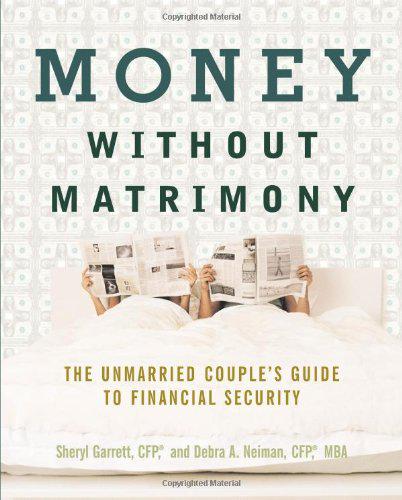 Copyrighted Material
MONEY
WITHOUT
MATRIMONY
THE UNMARRIED COUPLE'S GUIDE
TO FINANCIAL SECURITY
Sheryl Garrett, CFP,® and Debra A. Neiman, CFP,® MBA
Copyrighted Material